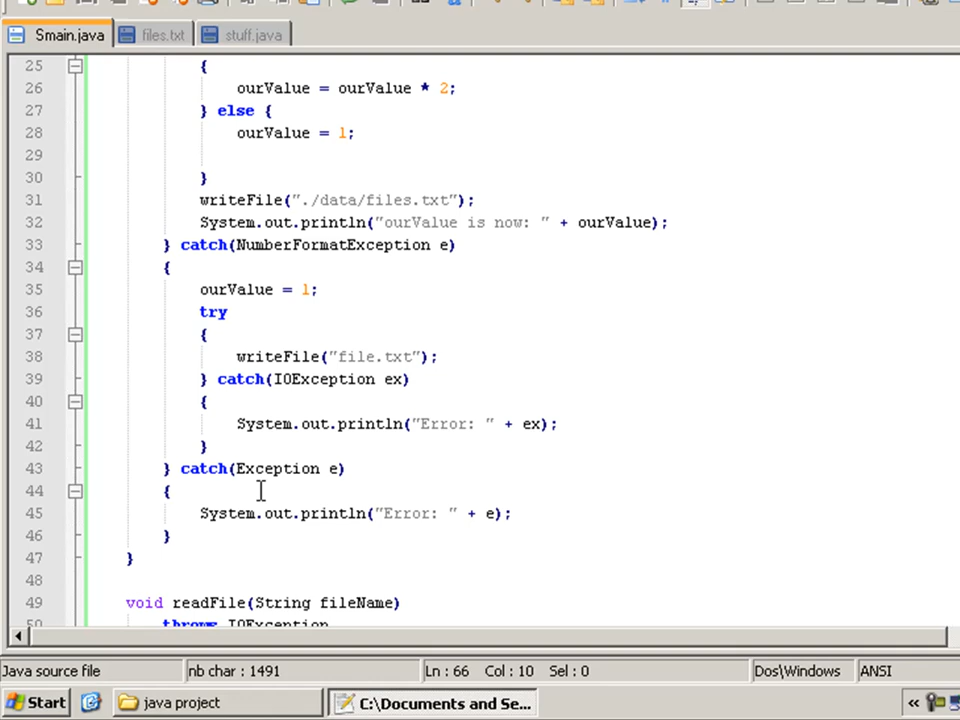 Smain.java files.txt stuff.java
25 {
26 ourValue = ourValue * 2;
27 } else {
28 ourValue = 1;
29
30 }
31 writeFile("./data/files.txt");
32 System.out.println("ourValue is now: " + ourValue);
33 } catch(NumberFormatException e)
34 {
35 ourValue = 1;
36 try
37 {
38 writeFile("file.txt");
39 } catch(IOException ex)
40 {
41 System.out.println("Error: " + ex);
42 }
43 } catch(Exception e)
44 {
45 System.out.println("Error: " + e);
46 }
47 }
48
49 void readFile(String fileName)
50 throws IOException
Java source file nb char : 1491 Ln : 66 Col : 10 Sel : 0 Dos\Windows ANSI
Start java project C:\Documents and Se... «